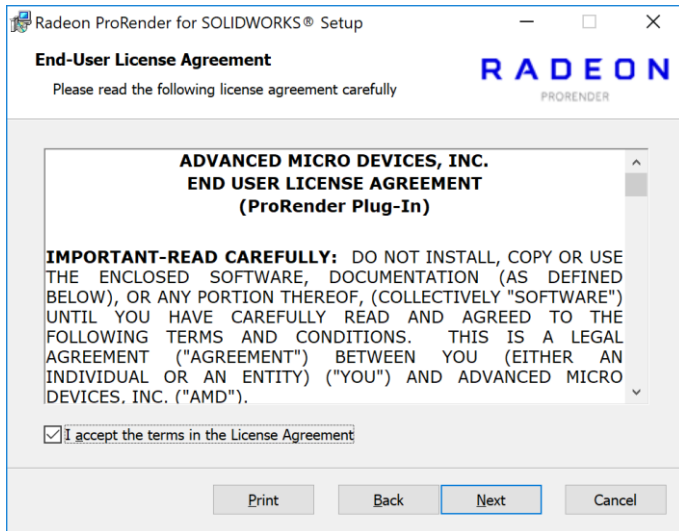 Radeon ProRender for SOLIDWORKS® Setup
End-User License Agreement
Please read the following license agreement carefully
RADEON
PRORENDER
ADVANCED MICRO DEVICES, INC.
END USER LICENSE AGREEMENT
(ProRender Plug-In)
IMPORTANT-READ CAREFULLY: DO NOT INSTALL, COPY OR USE
THE ENCLOSED SOFTWARE, DOCUMENTATION (AS DEFINED
BELOW), OR ANY PORTION THEREOF, (COLLECTIVELY "SOFTWARE")
UNTIL YOU HAVE CAREFULLY READ AND AGREED TO THE
FOLLOWING TERMS AND CONDITIONS. THIS IS A LEGAL
AGREEMENT ("AGREEMENT") BETWEEN YOU (EITHER AN
INDIVIDUAL OR AN ENTITY) ("YOU") AND ADVANCED MICRO
DEVICES, INC. ("AMD").
I accept the terms in the License Agreement
Print Back Next Cancel